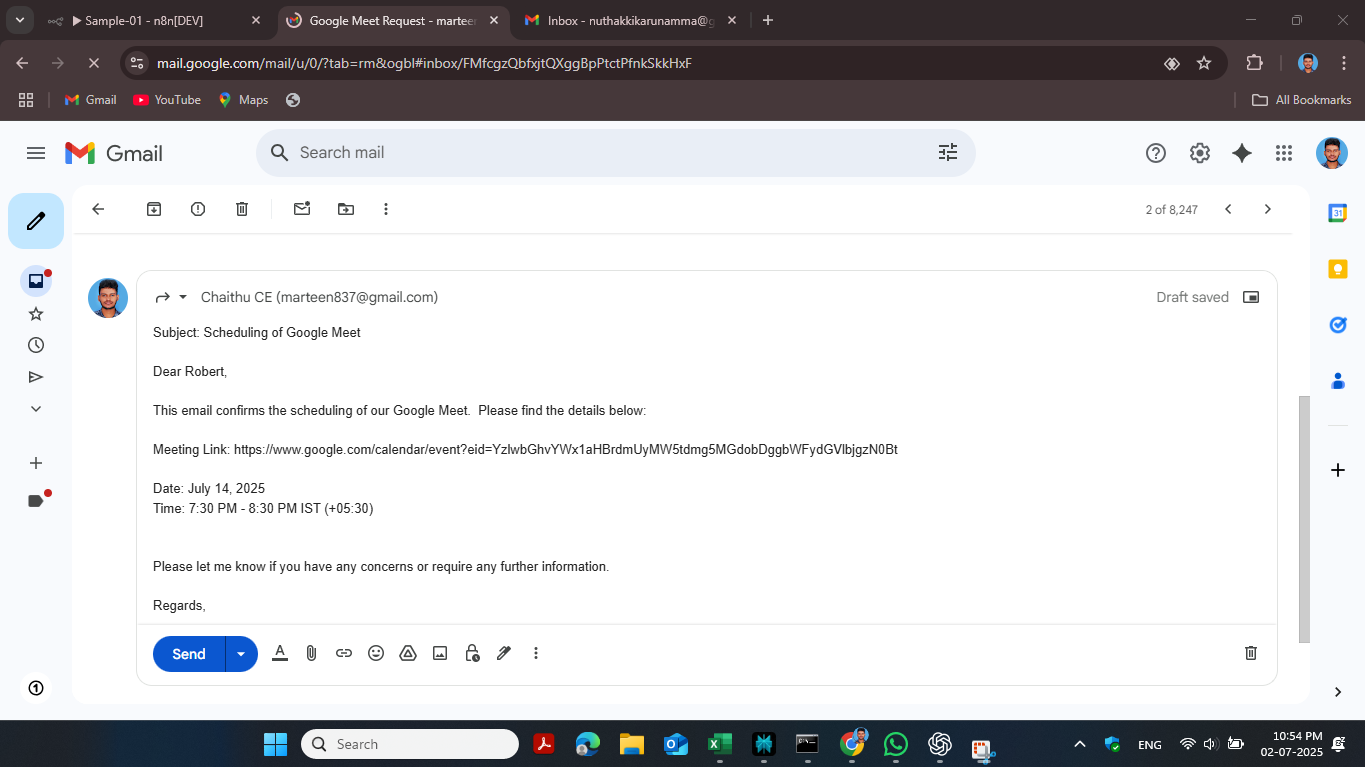 ▶ Sample-01 - n8n[DEV]
Google Meet Request - martee
Inbox - nuthakkikarunamma@g
mail.google.com/mail/u/0/?tab=rm&ogbl#inbox/FMfcgzQbfxjtQXggBpPtctPfnkSkkHxF
Gmail
YouTube
Maps
All Bookmarks
Gmail
Search mail
2 of 8,247
31
Chaithu CE (marteen837@gmail.com)
Draft saved
Subject: Scheduling of Google Meet
Dear Robert,
This email confirms the scheduling of our Google Meet.  Please find the details below:
Meeting Link: https://www.google.com/calendar/event?eid=YzlwbGhvYWx1aHBrdmUyMW5tdmg5MGdobDggbWFydGVlbjgzN0Bt
Date: July 14, 2025
Time: 7:30 PM - 8:30 PM IST (+05:30)
Please let me know if you have any concerns or require any further information.
Regards,
Send
Search
ENG
10:54 PM
02-07-2025